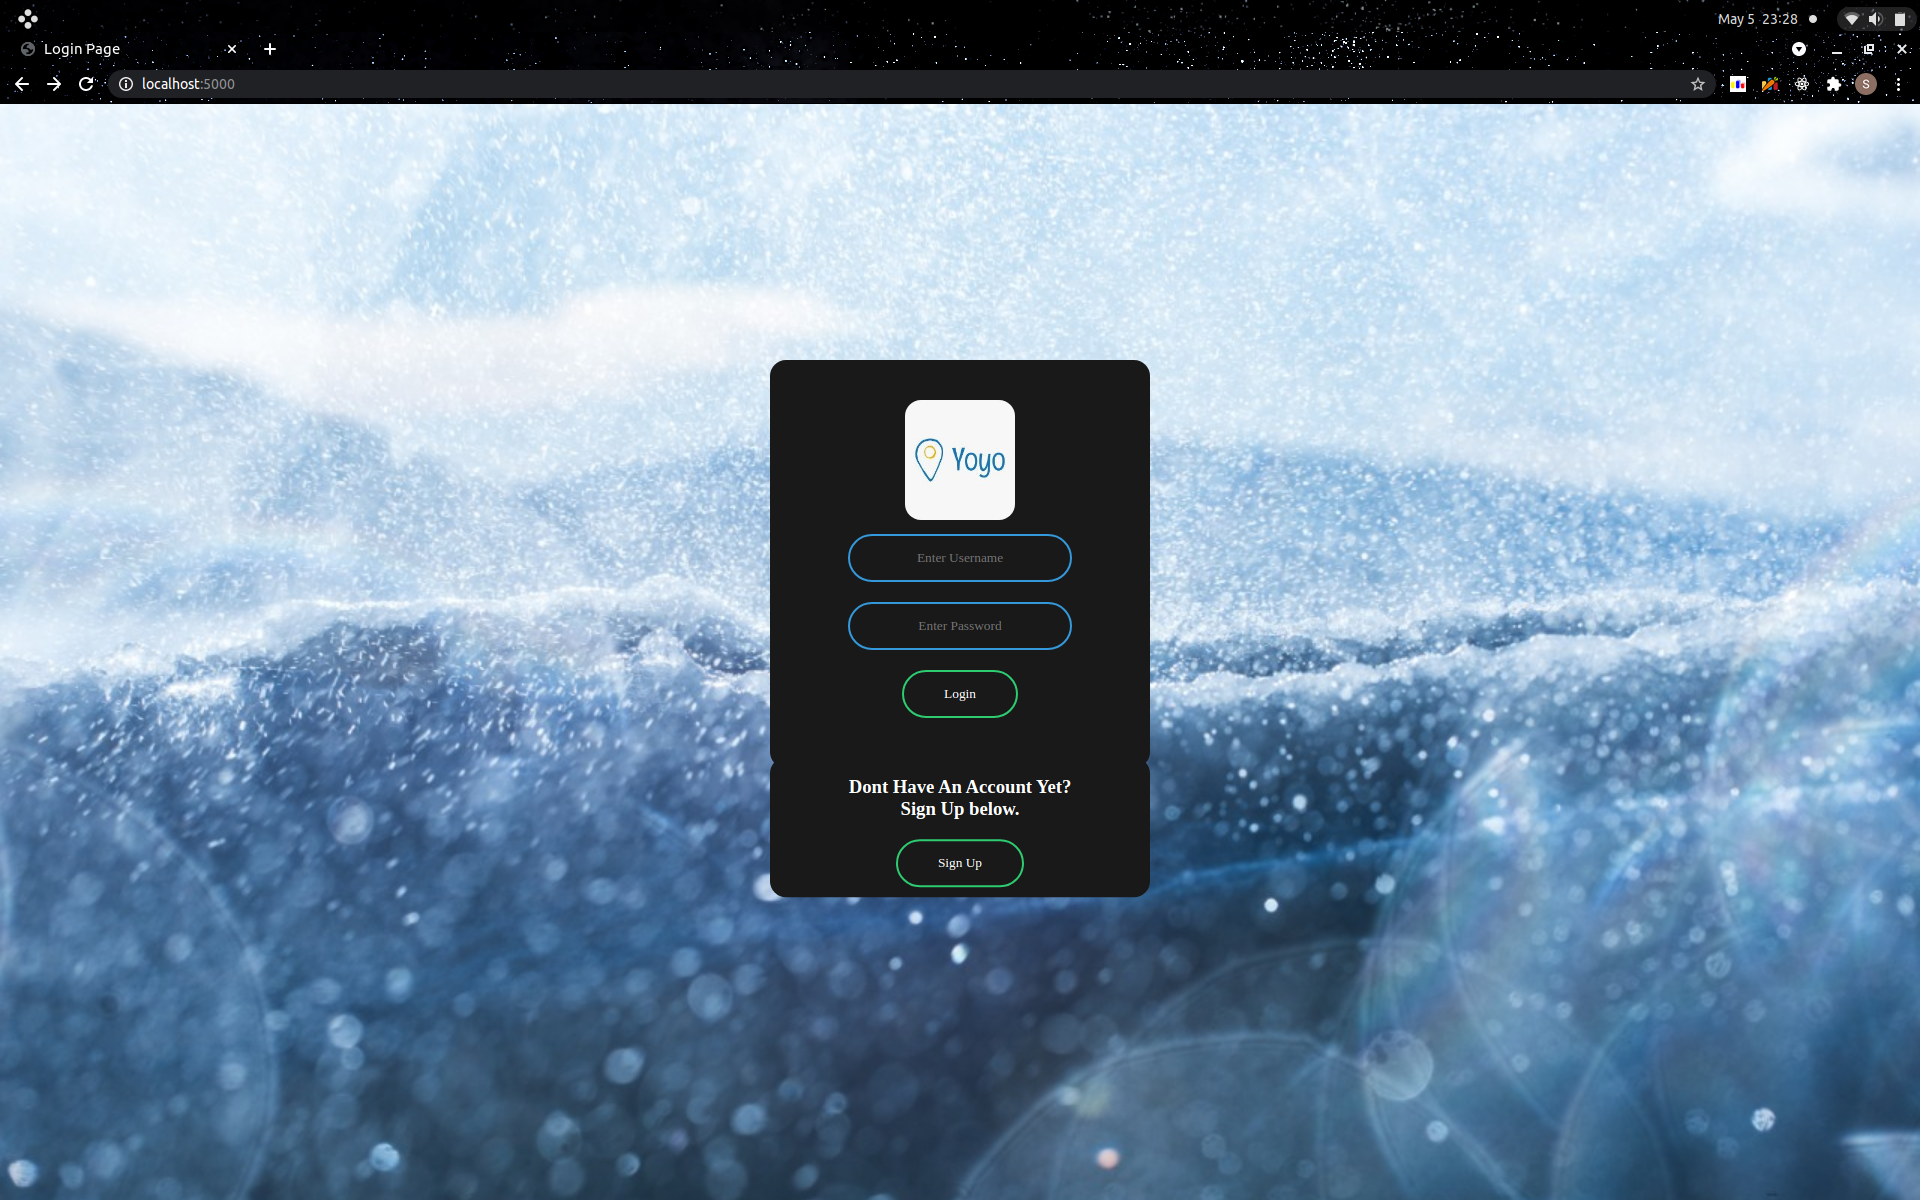 May 5 23:28
Login Page
localhost:5000
S
Yoyo
Enter Username
Enter Password
Login
Dont Have An Account Yet?
Sign Up below.
Sign Up